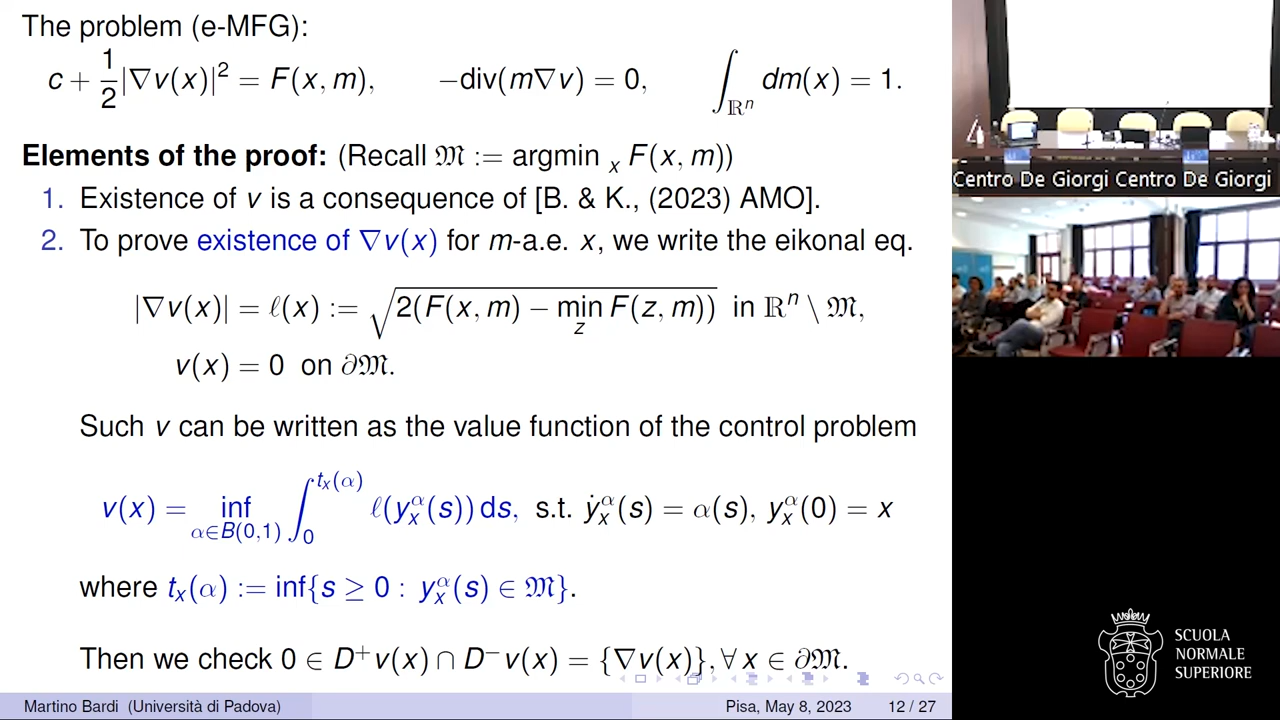 The problem (e-MFG):
c + 1/2 |∇v(x)|² = F(x, m), −div(m∇v) = 0, ∫_{ℝⁿ} dm(x) = 1.
Elements of the proof: (Recall 𝔐 := argmin ₓ F(x, m))
1. Existence of v is a consequence of [B. & K., (2023) AMO].
2. To prove existence of ∇v(x) for m-a.e. x, we write the eikonal eq.
|∇v(x)| = ℓ(x) := √(2(F(x, m) − min_z F(z, m))) in ℝⁿ \ 𝔐,
v(x) = 0 on ∂𝔐.
Such v can be written as the value function of the control problem
v(x) = inf_{α∈B(0,1)} ∫_0^{t_x(α)} ℓ(y_x^α(s)) ds, s.t. ẏ_x^α(s) = α(s), y_x^α(0) = x
where t_x(α) := inf{s ≥ 0 : y_x^α(s) ∈ 𝔐}.
Then we check 0 ∈ D⁺v(x) ∩ D⁻v(x) = {∇v(x)}, ∀ x ∈ ∂𝔐.
Martino Bardi (Università di Padova) Pisa, May 8, 2023 12 / 27
Centro De Giorgi Centro De Giorgi
SCUOLA
NORMALE
SUPERIORE